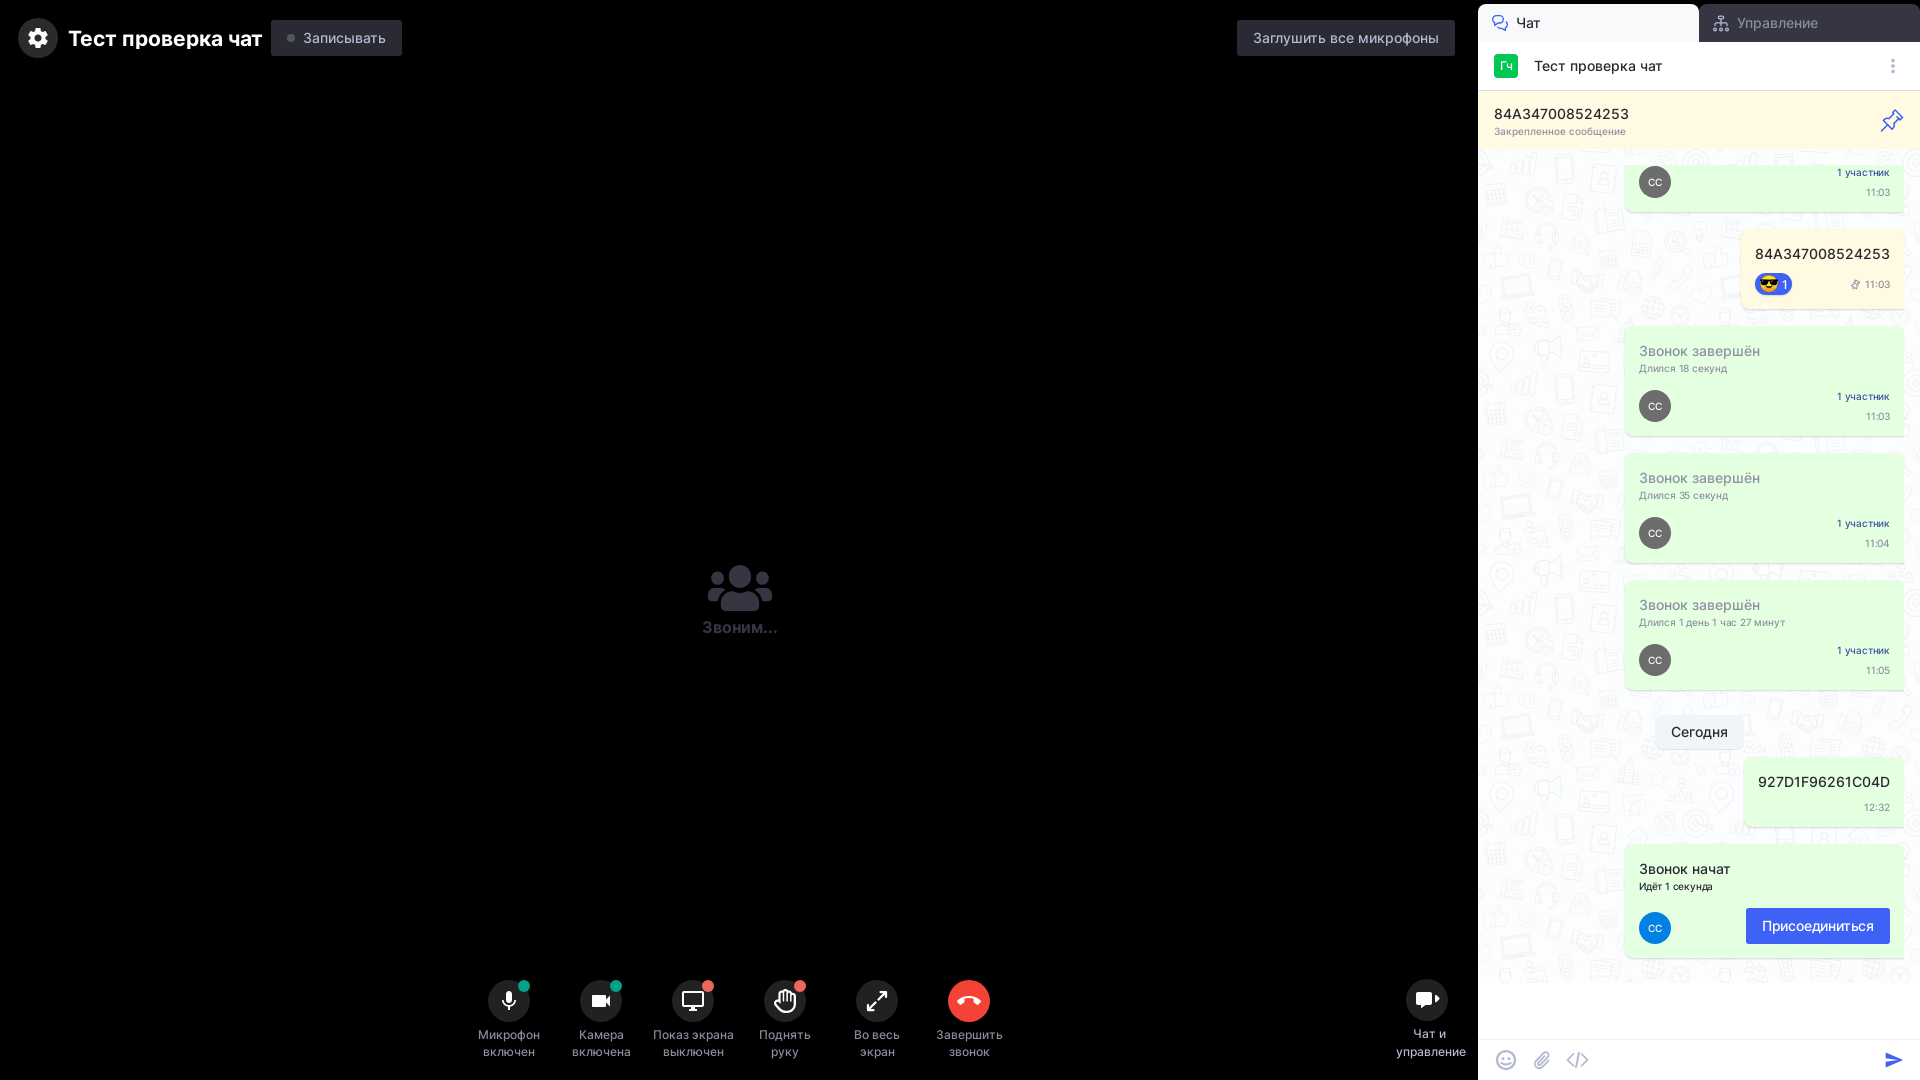 Тест проверка чат
Записывать
Заглушить все микрофоны
Чат
Управление
Гч
Тест проверка чат
84A347008524253
Закрепленное сообщение
СС
1 участник
11:03
84A347008524253
1
11:03
Звонок завершён
Длился 18 секунд
СС
1 участник
11:03
Звонок завершён
Длился 35 секунд
СС
1 участник
11:04
Звонок завершён
Длился 1 день 1 час 27 минут
СС
1 участник
11:05
Сегодня
927D1F96261C04D
12:32
Звонок начат
Идёт 1 секунда
СС
Присоединиться
Звоним...
Микрофон
включен
Камера
включена
Показ экрана
выключен
Поднять
руку
Во весь
экран
Завершить
звонок
Чат и
управление